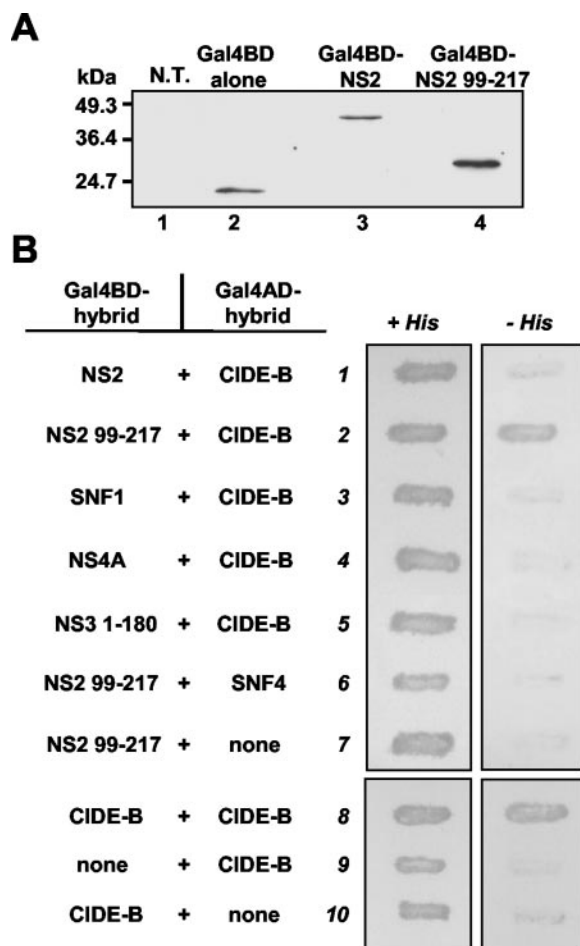 A
kDa N.T. Gal4BD alone Gal4BD-NS2 Gal4BD-NS2 99-217
49.3
36.4
24.7
1 2 3 4
B
Gal4BD-hybrid Gal4AD-hybrid + His - His
NS2 + CIDE-B 1
NS2 99-217 + CIDE-B 2
SNF1 + CIDE-B 3
NS4A + CIDE-B 4
NS3 1-180 + CIDE-B 5
NS2 99-217 + SNF4 6
NS2 99-217 + none 7
CIDE-B + CIDE-B 8
none + CIDE-B 9
CIDE-B + none 10